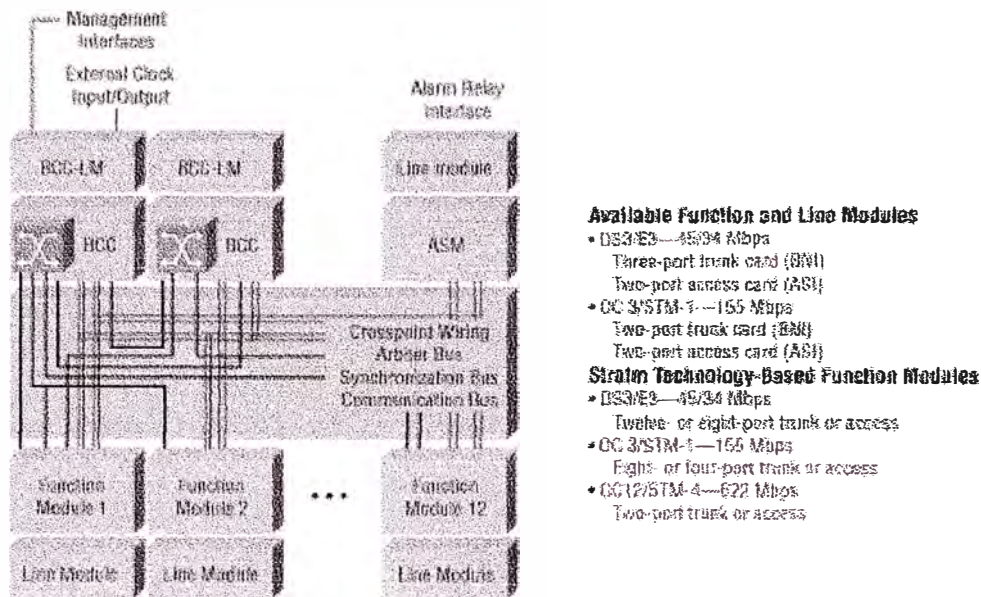 Management
Interfaces
External Clock
Input/Output
Alarm Relay
Interface
BCC-LM
BCC-LM
Line module
BCC
BCC
ASM
Crosspoint Wiring
Arbiter Bus
Synchronization Bus
Communication Bus
Function
Module 1
Function
Module 2
• • •
Function
Module 12
Line Module
Line Module
Line Module
Available Function and Line Modules
• DS3/E3—45/34 Mbps
Three-port trunk card (BNI)
Two-port access card (ASI)
• OC 3/STM-1—155 Mbps
Two-port trunk card (BNI)
Two-port access card (ASI)
Stratm Technology-Based Function Modules
• DS3/E3—45/34 Mbps
Twelve- or eight-port trunk or access
• OC 3/STM-1—155 Mbps
Eight- or four-port trunk or access
• OC12/STM-4—622 Mbps
Two-port trunk or access